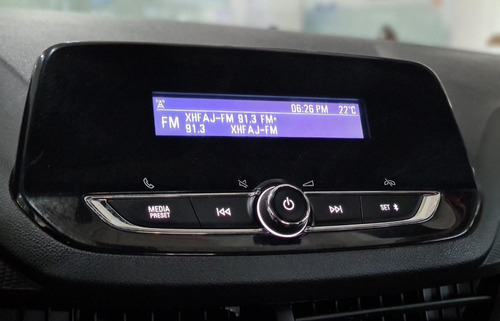 06:26 PM 22°C
FM
XHFAJ-FM 91.3 FM+
91.3 XHFAJ-FM
MEDIA
PRESET
SET